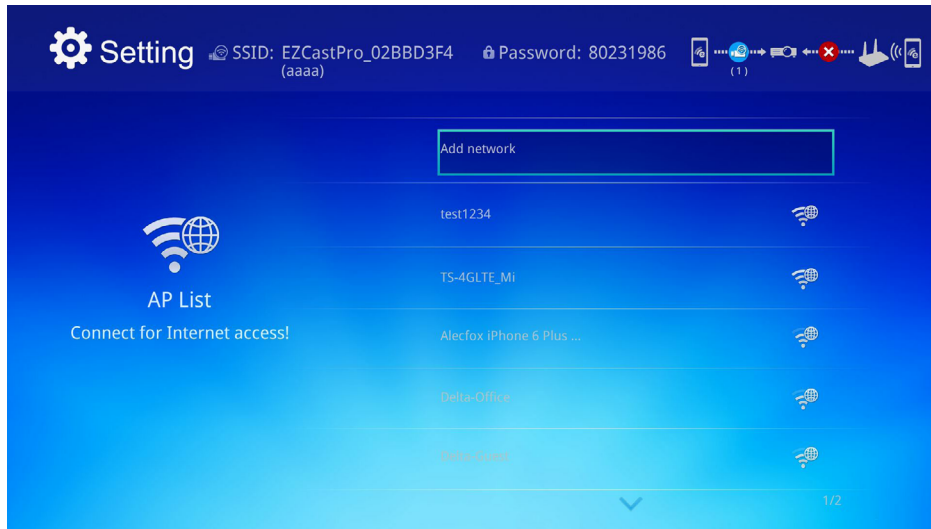 Setting
SSID: EZCastPro_02BBD3F4
(aaaa)
Password: 80231986
(1)
Add network
test1234
TS-4GLTE_Mi
AP List
Connect for Internet access!
Alecfox iPhone 6 Plus ...
Delta-Office
1/2